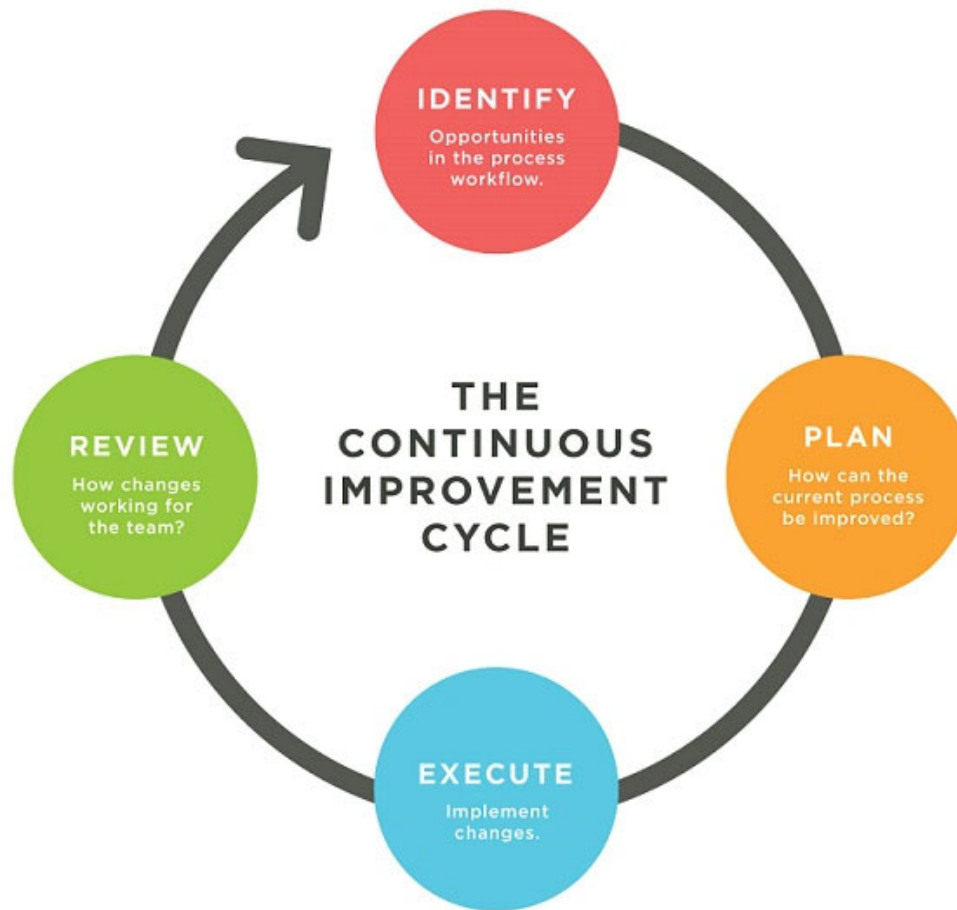 IDENTIFY
Opportunities
in the process
workflow.
THE
CONTINUOUS
IMPROVEMENT
CYCLE
PLAN
How can the
current process
be improved?
EXECUTE
Implement
changes.
REVIEW
How changes
working for
the team?